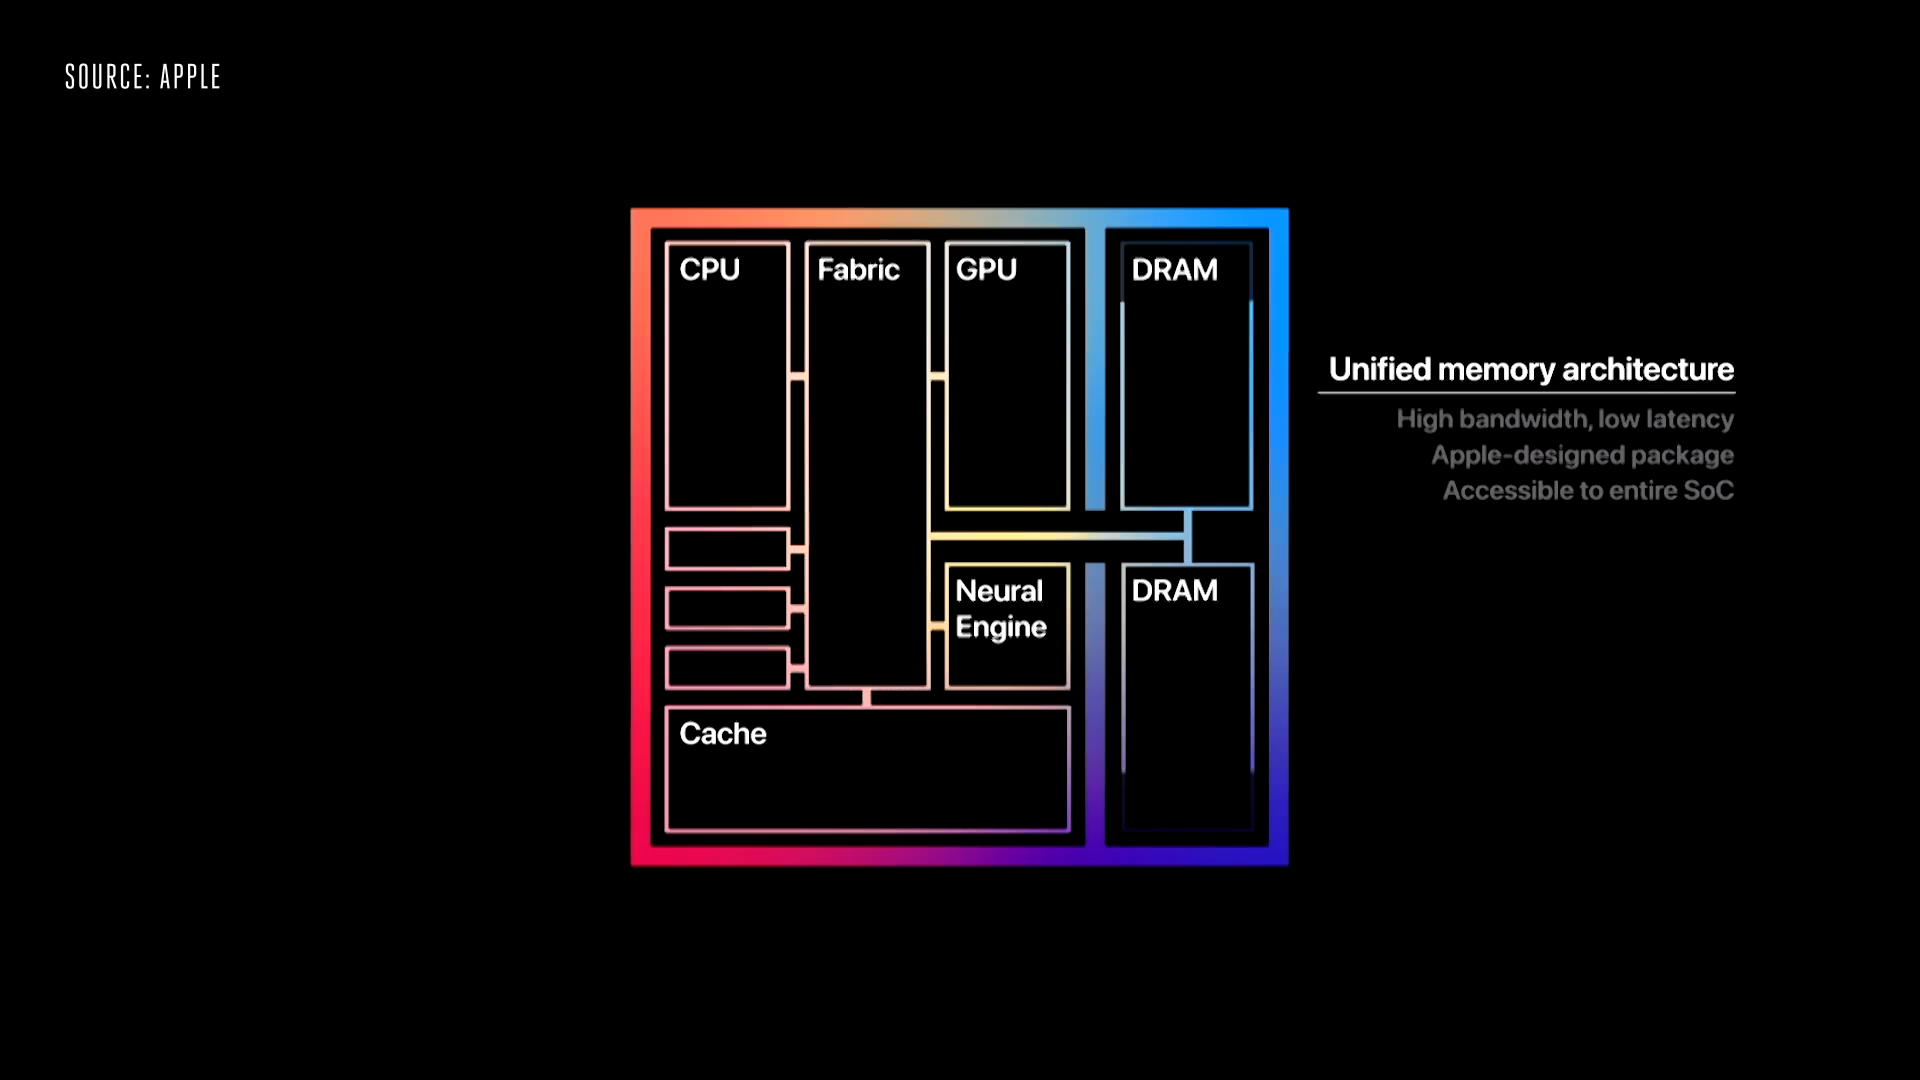 SOURCE: APPLE
CPU
Fabric
GPU
DRAM
Unified memory architecture
High bandwidth, low latency
Apple-designed package
Accessible to entire SoC
Neural
Engine
DRAM
Cache